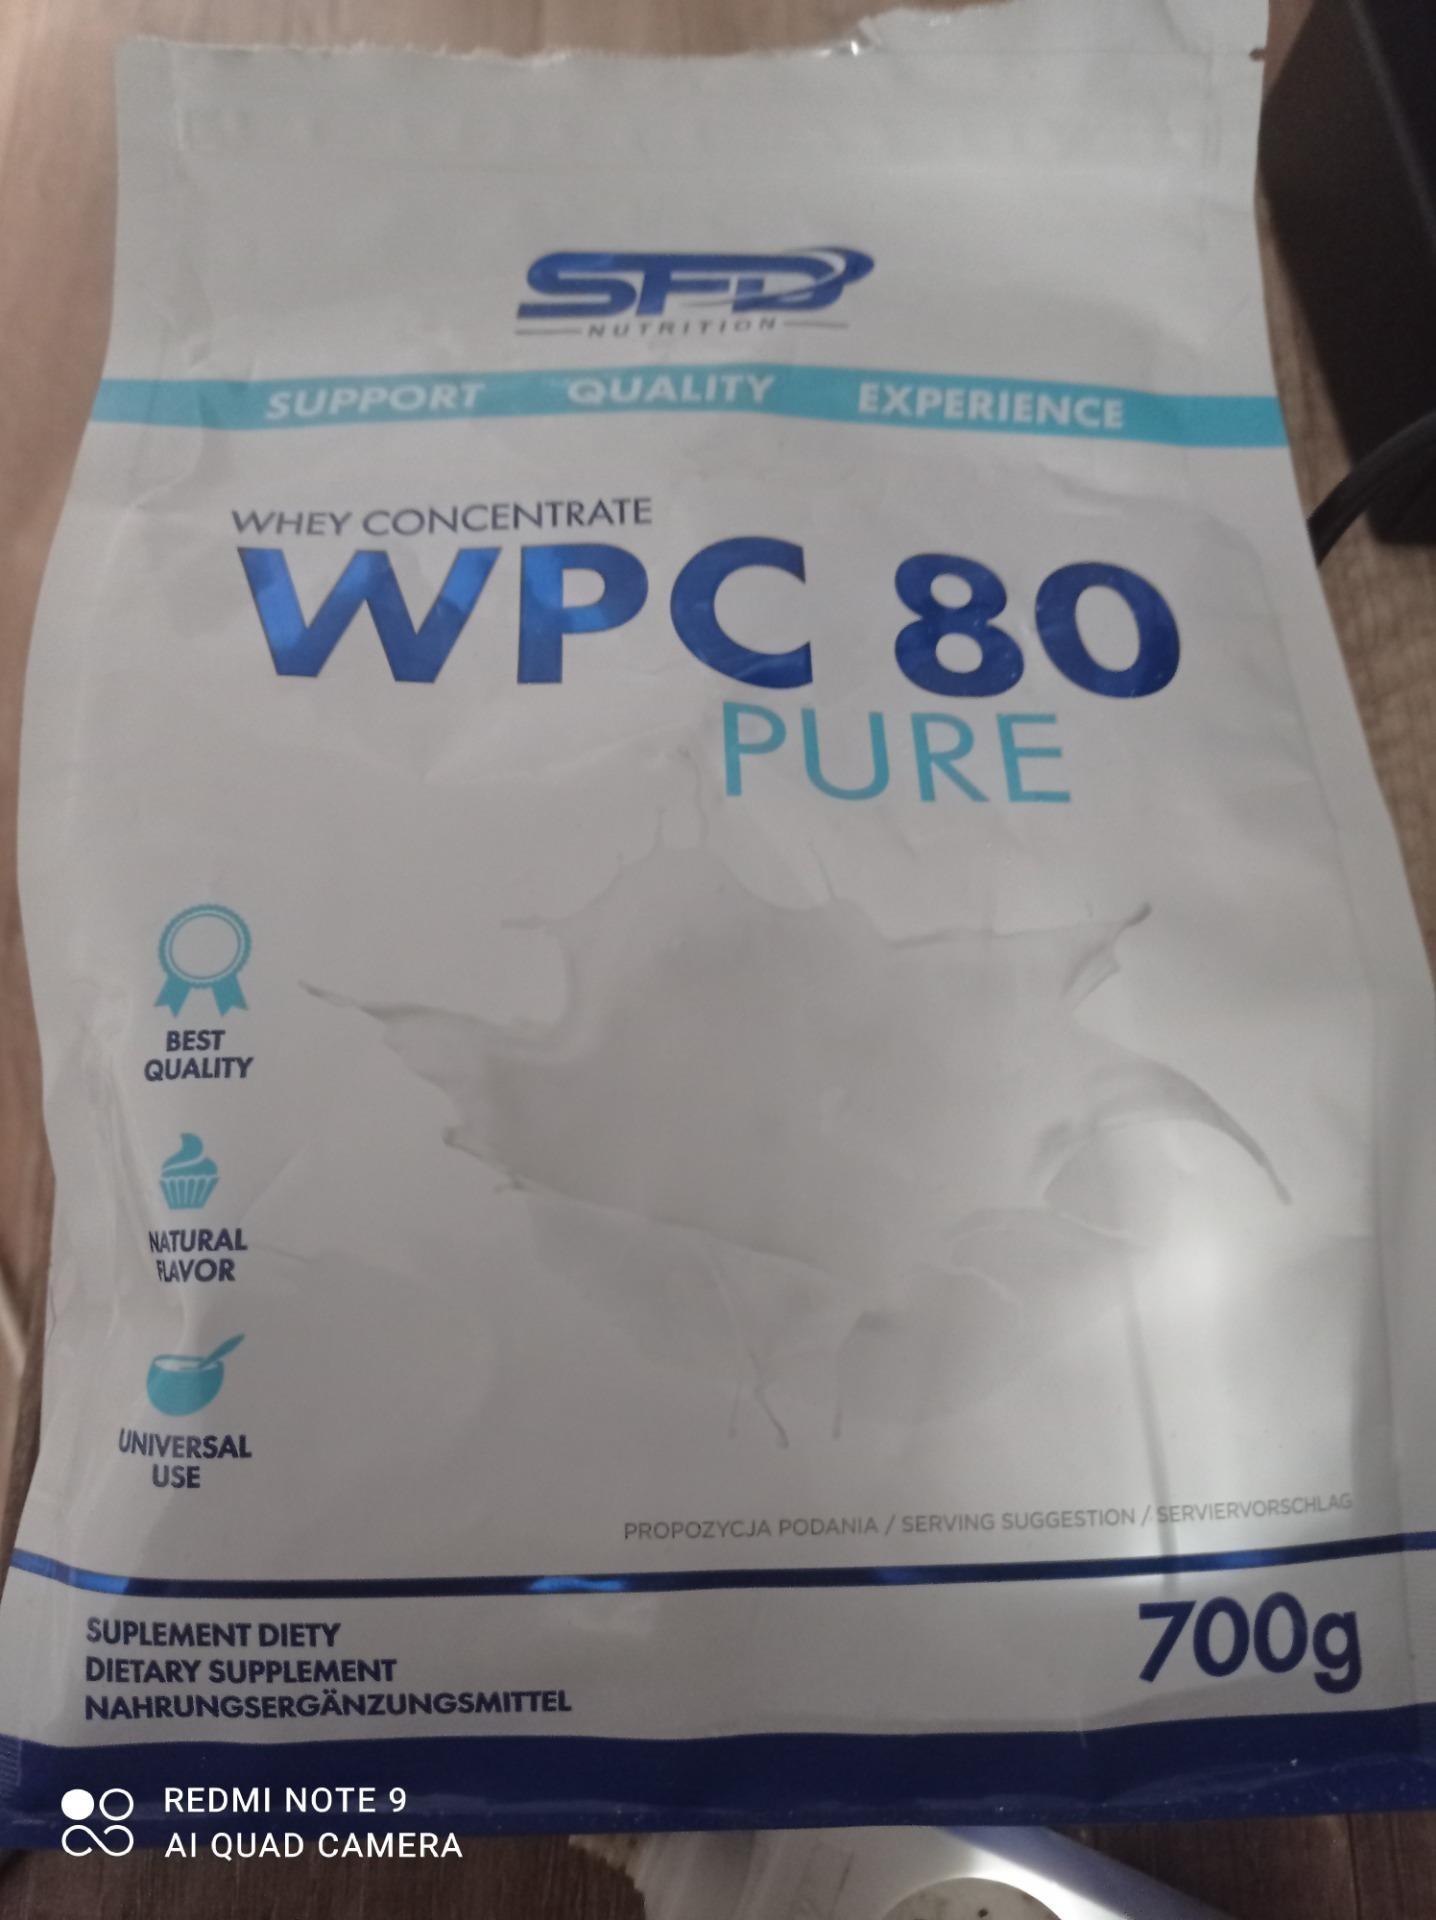 SFD
NUTRITION
SUPPORT QUALITY EXPERIENCE
WHEY CONCENTRATE
WPC 80
PURE
BEST
QUALITY
NATURAL
FLAVOR
UNIVERSAL
USE
PROPOZYCJA PODANIA / SERVING SUGGESTION / SERVIERVORSCHLAG
700g
SUPLEMENT DIETY
DIETARY SUPPLEMENT
NAHRUNGSERGÄNZUNGSMITTEL
REDMI NOTE 9
AI QUAD CAMERA